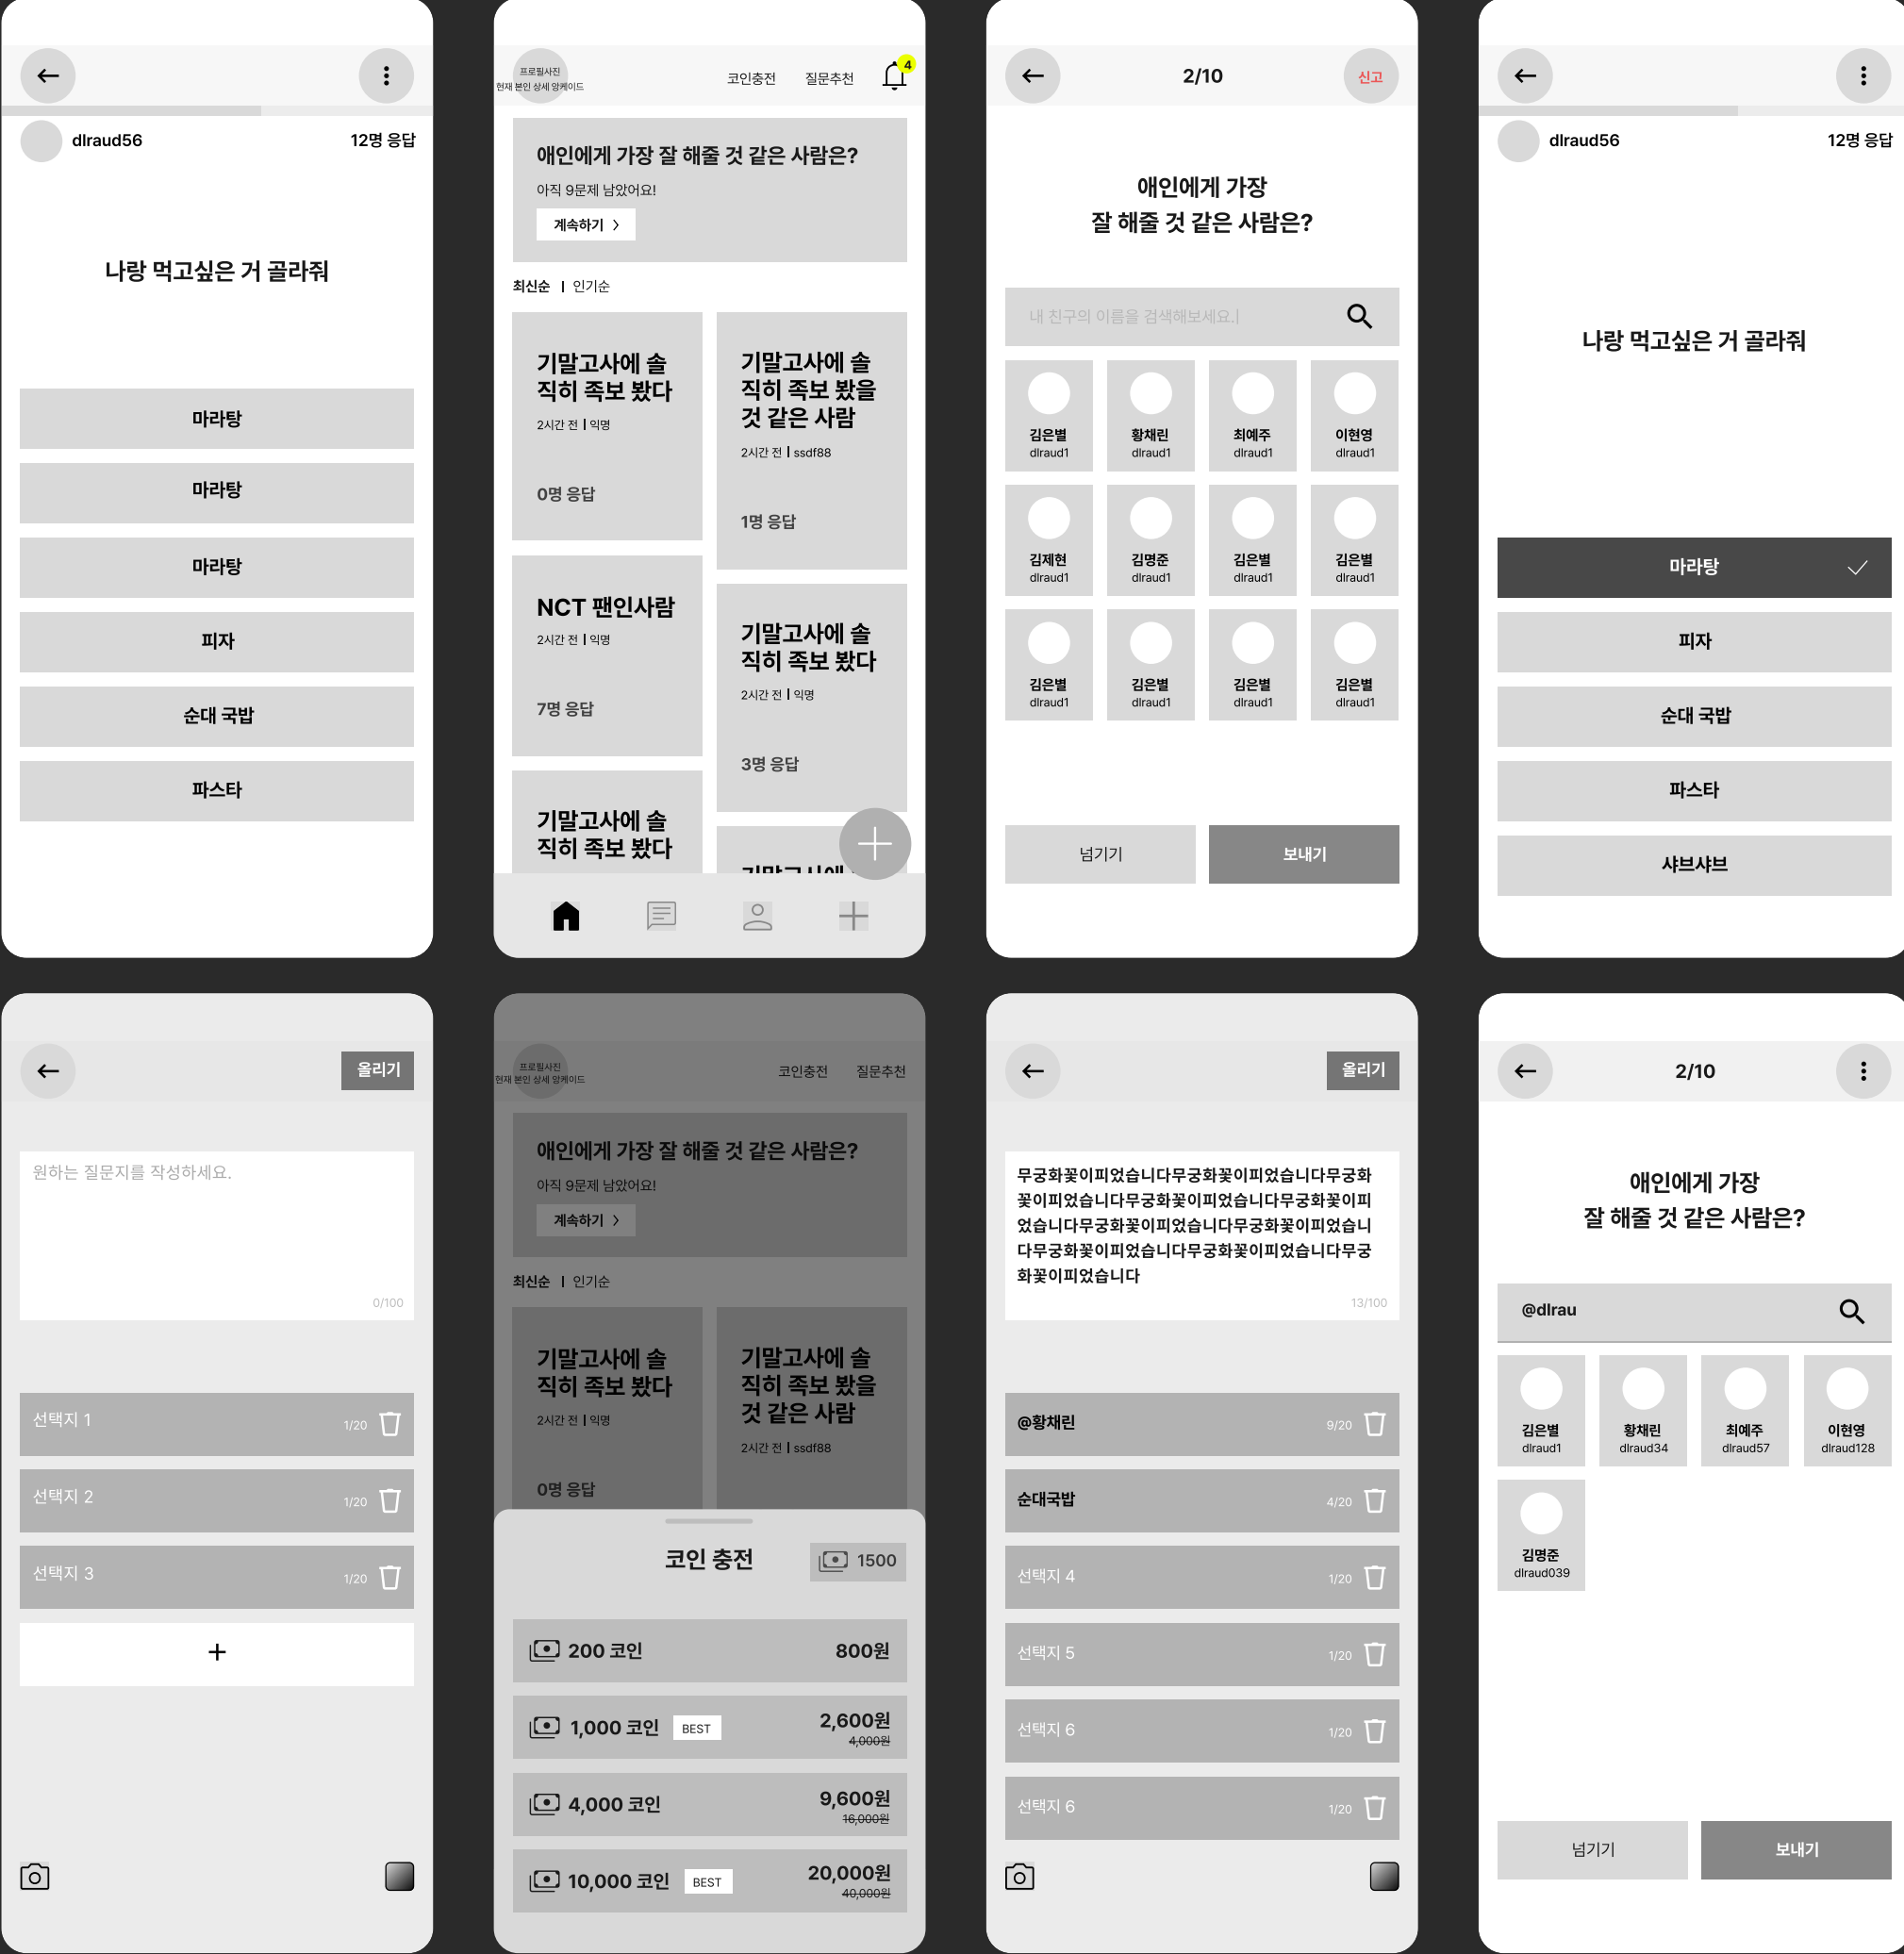 dlraud56
12명 응답
나랑 먹고싶은 거 골라줘
마라탕
마라탕
마라탕
피자
순대 국밥
파스타
프로필사진
현재 본인 상세 앙케이드
코인충전
질문추천
4
애인에게 가장 잘 해줄 것 같은 사람은?
아직 9문제 남았어요!
계속하기
최신순 | 인기순
기말고사에 솔
직히 족보 봤다
2시간 전 | 익명
0명 응답
기말고사에 솔
직히 족보 봤을
것 같은 사람
2시간 전 | ssdf88
1명 응답
NCT 팬인사람
2시간 전 | 익명
7명 응답
기말고사에 솔
직히 족보 봤다
2시간 전 | 익명
3명 응답
기말고사에 솔
직히 족보 봤다
2/10
신고
애인에게 가장
잘 해줄 것 같은 사람은?
내 친구의 이름을 검색해보세요.|
김은별 황채린 최예주 이현영
dlraud1 dlraud1 dlraud1 dlraud1
김제현 김명준 김은별 김은별
dlraud1 dlraud1 dlraud1 dlraud1
김은별 김은별 김은별 김은별
dlraud1 dlraud1 dlraud1 dlraud1
넘기기
보내기
dlraud56
12명 응답
나랑 먹고싶은 거 골라줘
마라탕
피자
순대 국밥
파스타
샤브샤브
올리기
원하는 질문지를 작성하세요.
0/100
선택지 1 1/20
선택지 2 1/20
선택지 3 1/20
+
프로필사진
현재 본인 상세 앙케이드
코인충전
질문추천
애인에게 가장 잘 해줄 것 같은 사람은?
아직 9문제 남았어요!
계속하기
최신순 | 인기순
기말고사에 솔
직히 족보 봤다
2시간 전 | 익명
0명 응답
기말고사에 솔
직히 족보 봤을
것 같은 사람
2시간 전 | ssdf88
코인 충전
1500
200 코인 800원
1,000 코인 BEST 2,600원
4,000원
4,000 코인 9,600원
16,000원
10,000 코인 BEST 20,000원
40,000원
올리기
무궁화꽃이피었습니다무궁화꽃이피었습니다무궁화
꽃이피었습니다무궁화꽃이피었습니다무궁화꽃이피
었습니다무궁화꽃이피었습니다무궁화꽃이피었습니
다무궁화꽃이피었습니다무궁화꽃이피었습니다무궁
화꽃이피었습니다
13/100
@황채린 9/20
순대국밥 4/20
선택지 4 1/20
선택지 5 1/20
선택지 6 1/20
선택지 6 1/20
2/10
애인에게 가장
잘 해줄 것 같은 사람은?
@dlrau
김은별 황채린 최예주 이현영
dlraud1 dlraud34 dlraud57 dlraud128
김명준
dlraud039
넘기기
보내기